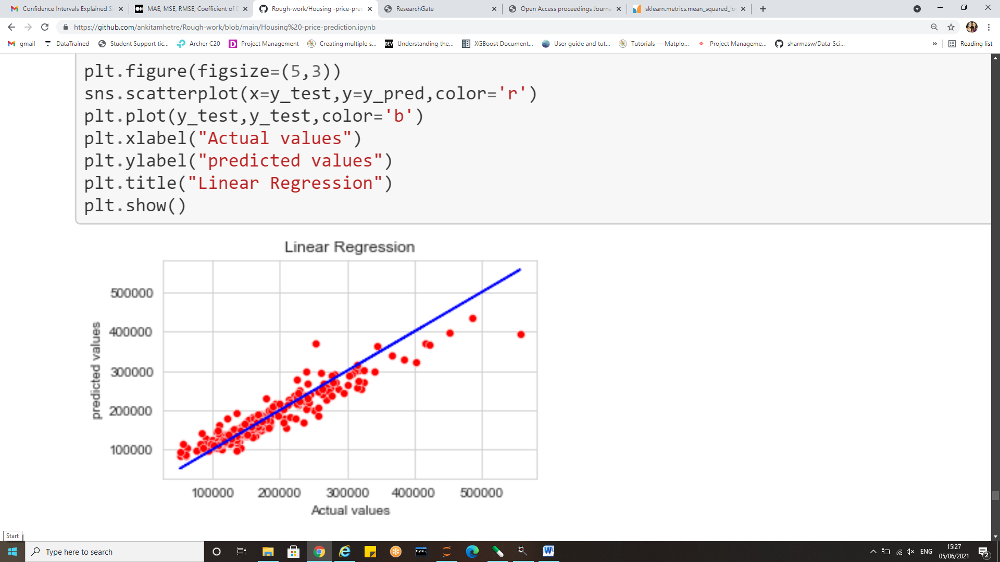 Confidence Intervals Explained Si
MAE, MSE, RMSE, Coefficient of D
Rough-work/Housing -price-pred
ResearchGate
Open Access proceedings Journa
sklearn.metrics.mean_squared_lo
https://github.com/ankitamhetre/Rough-work/blob/main/Housing%20-price-prediction.ipynb
gmail
DataTrained
Student Support tic...
Archer C20
Project Management
Creating multiple s...
DEV
Understanding the...
XGBoost Document...
User guide and tut...
Tutorials — Matplo...
Project Manageme...
sharmasw/Data-Sci...
»
Reading list
plt.figure(figsize=(5,3))
sns.scatterplot(x=y_test,y=y_pred,color='r')
plt.plot(y_test,y_test,color='b')
plt.xlabel("Actual values")
plt.ylabel("predicted values")
plt.title("Linear Regression")
plt.show()
Linear Regression
500000
400000
300000
200000
100000
predicted values
100000 200000 300000 400000 500000
Actual values
Start
Type here to search
ENG
15:27
05/06/2021
2